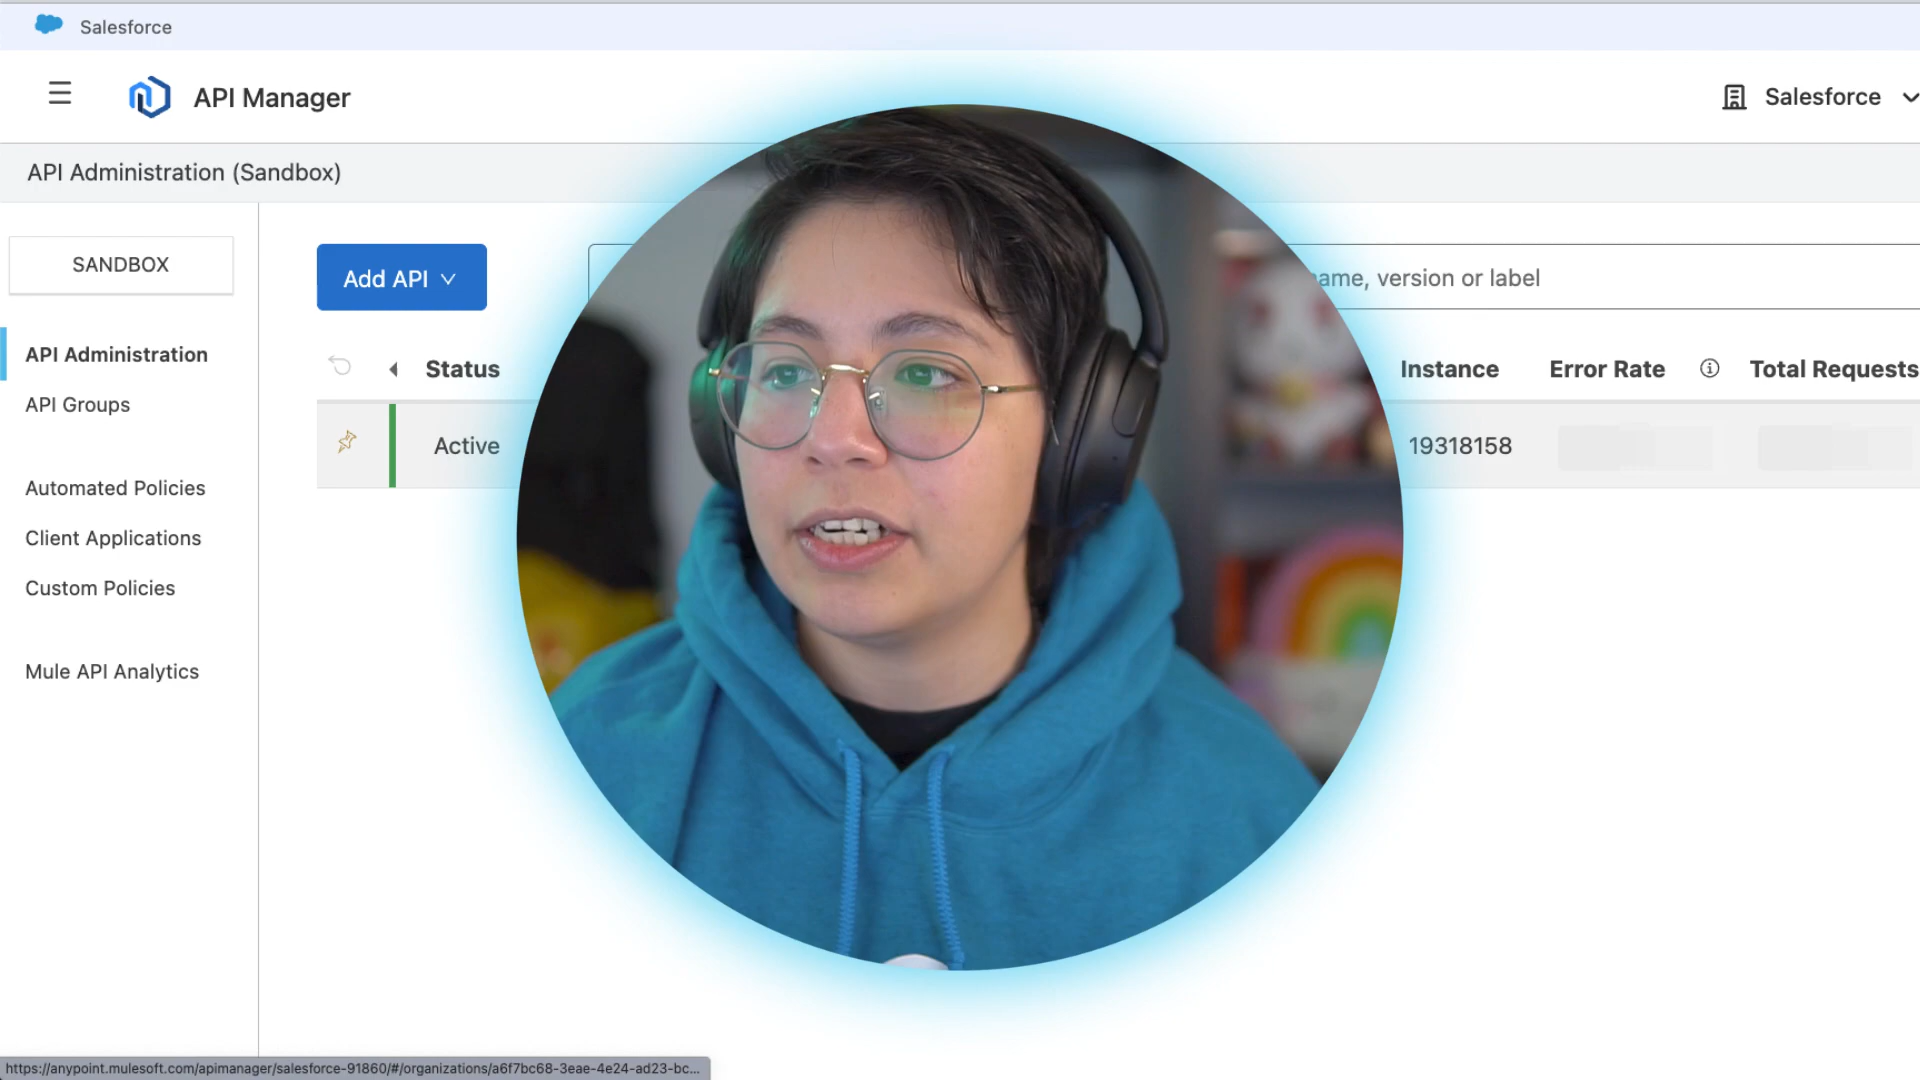 Salesforce
API Manager
Salesforce
API Administration (Sandbox)
SANDBOX
Add API
name, version or label
API Administration
API Groups
Automated Policies
Client Applications
Custom Policies
Mule API Analytics
Status
Instance
Error Rate
Total Requests
Active
19318158
https://anypoint.mulesoft.com/apimanager/salesforce-91860/#/organizations/a6f7bc68-3eae-4e24-ad23-bc...